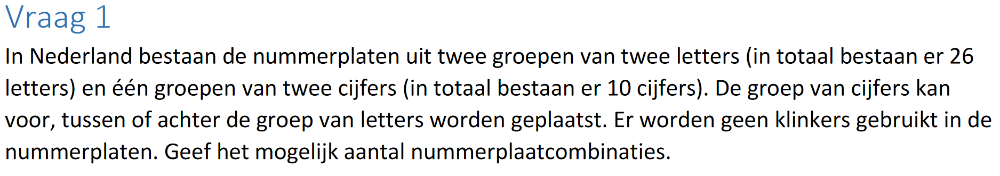 Vraag 1
In Nederland bestaan de nummerplaten uit twee groepen van twee letters (in totaal bestaan er 26
letters) en één groepen van twee cijfers (in totaal bestaan er 10 cijfers). De groep van cijfers kan
voor, tussen of achter de groep van letters worden geplaatst. Er worden geen klinkers gebruikt in de
nummerplaten. Geef het mogelijk aantal nummerplaatcombinaties.